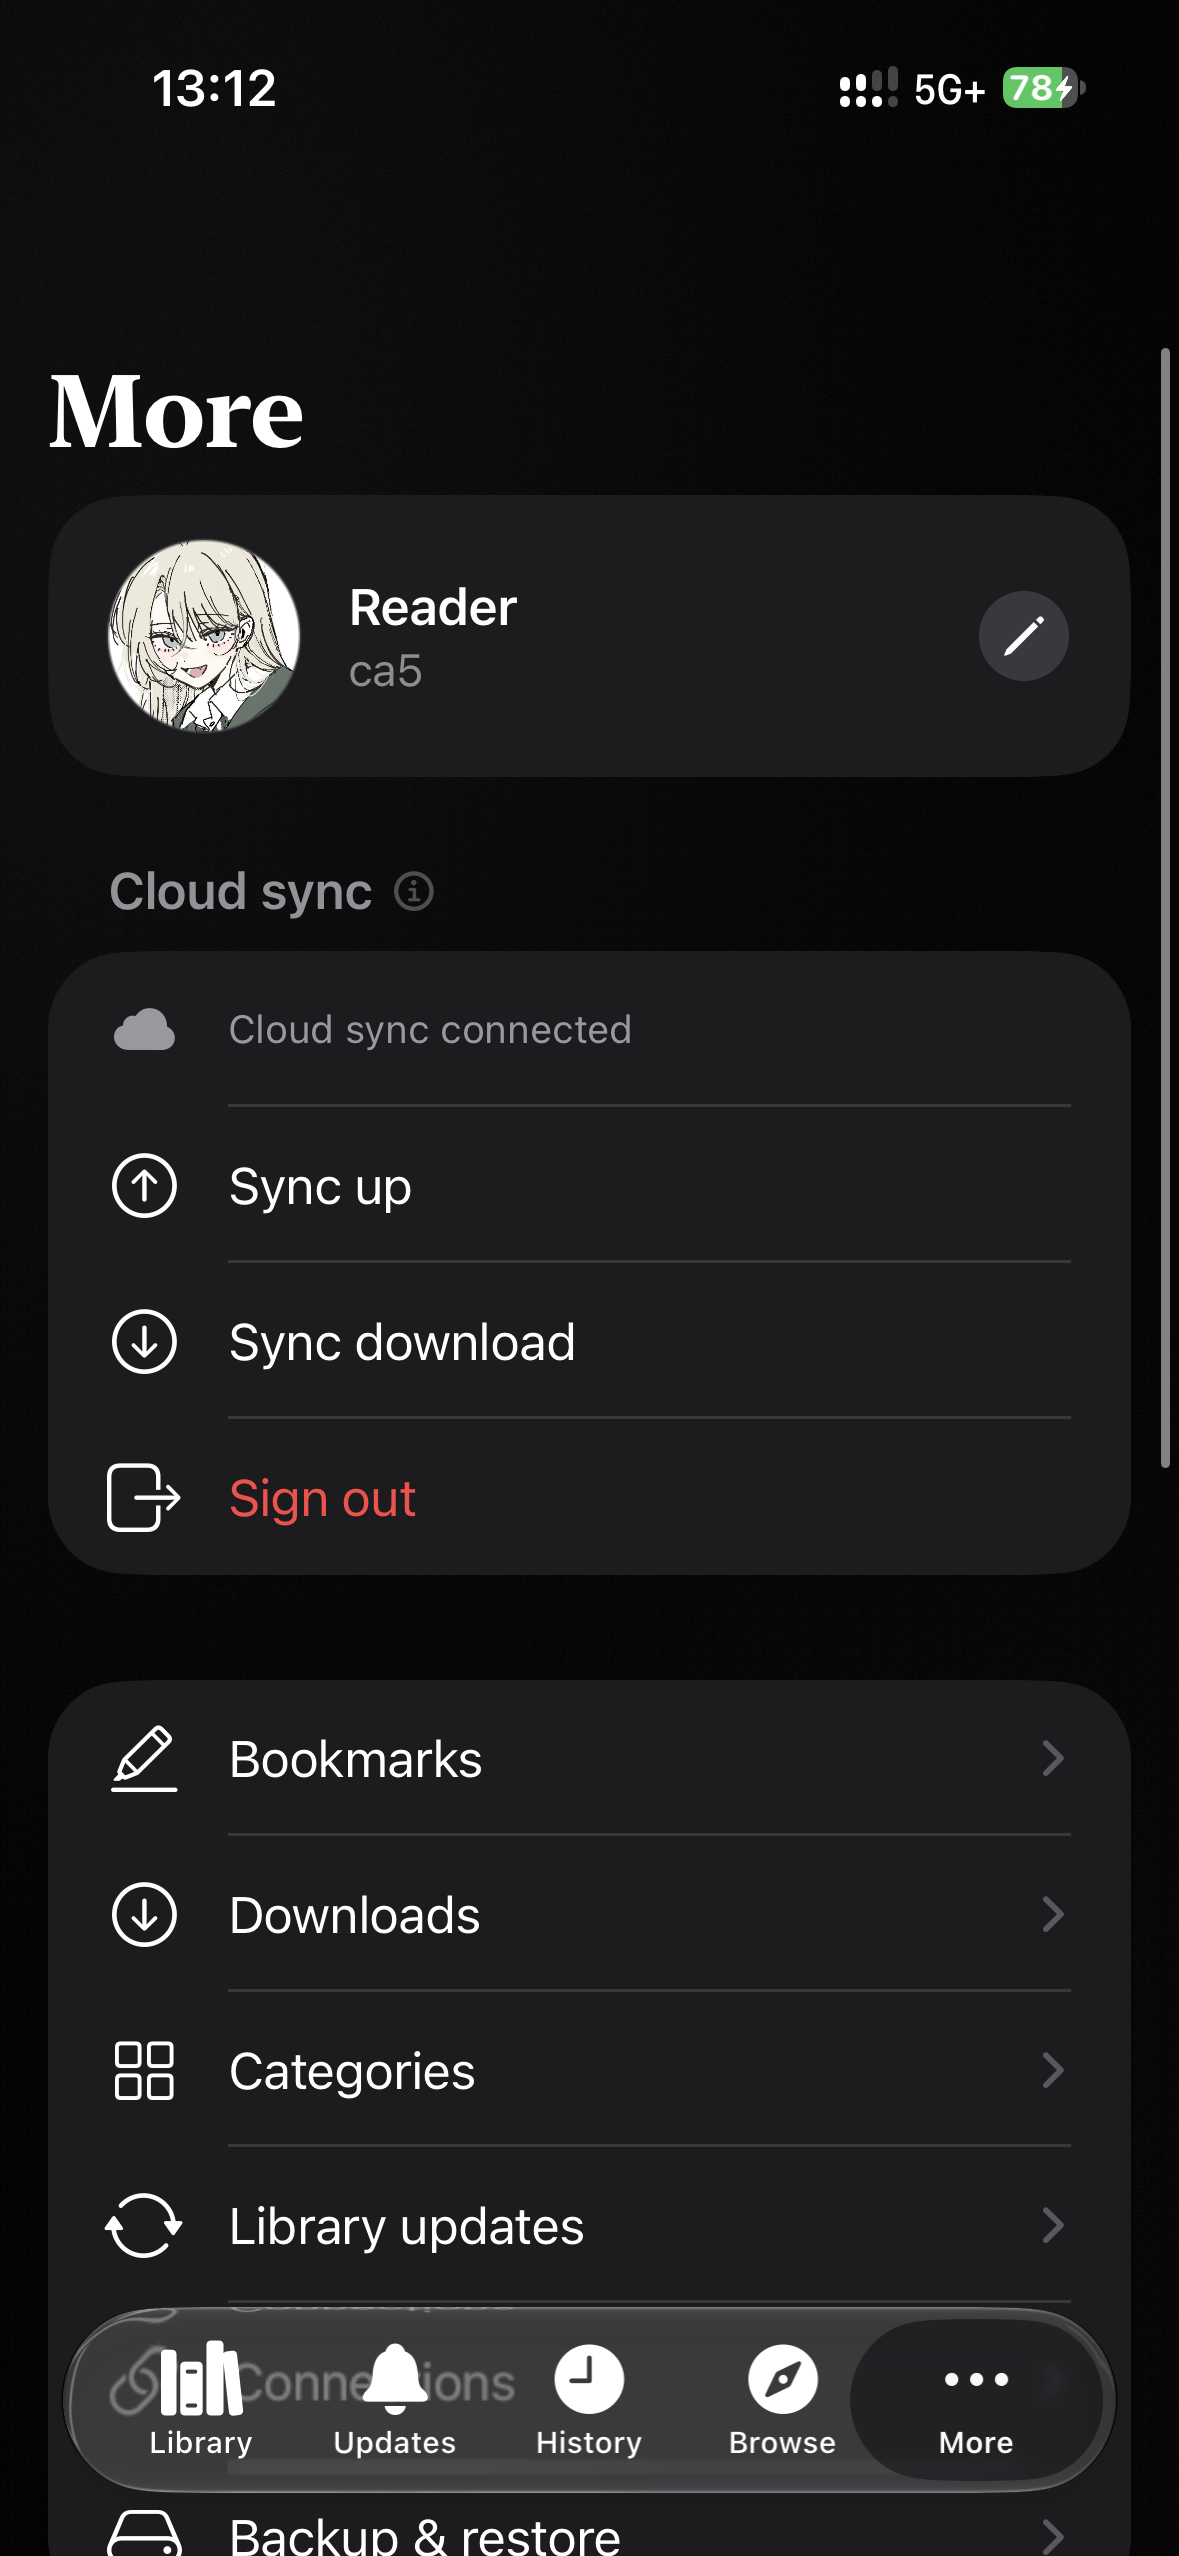 13:12
5G+
78
More
Reader
ca5
Cloud sync
Cloud sync connected
Sync up
Sync download
Sign out
Bookmarks
Downloads
Categories
Library updates
Connections
Library
Updates
History
Browse
More
Backup & restore